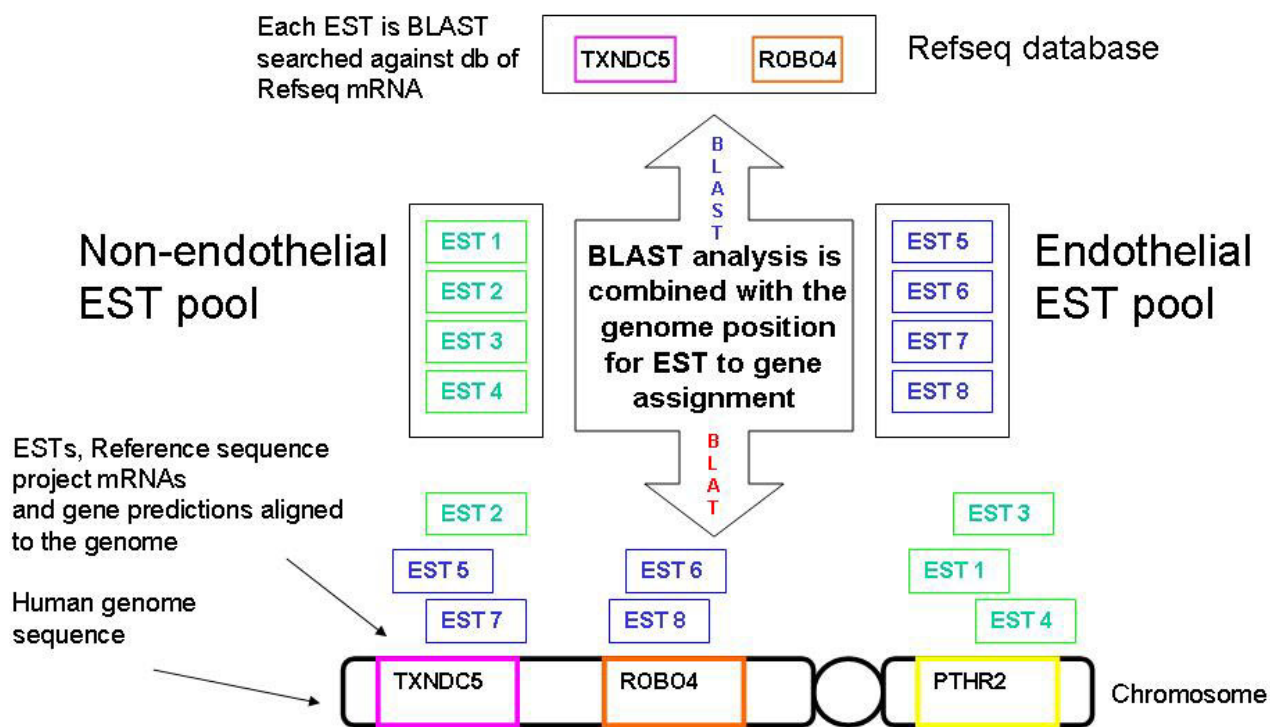 Each EST is BLAST
searched against db of
Refseq mRNA
TXNDC5
ROBO4
Refseq database
BLAST
Non-endothelial
EST pool
EST 1
EST 2
EST 3
EST 4
BLAST analysis is
combined with the
genome position
for EST to gene
assignment
EST 5
EST 6
EST 7
EST 8
Endothelial
EST pool
BLAT
ESTs, Reference sequence
project mRNAs
and gene predictions aligned
to the genome
Human genome
sequence
EST 2
EST 5
EST 7
EST 6
EST 8
EST 3
EST 1
EST 4
TXNDC5
ROBO4
PTHR2
Chromosome